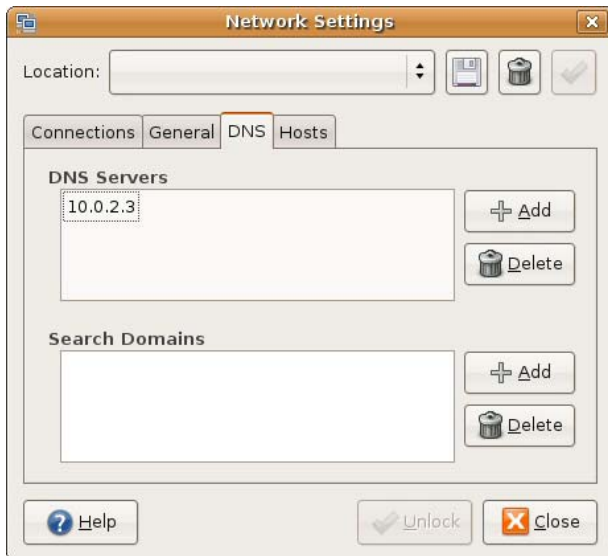 Network Settings
Location:
Connections General DNS Hosts
DNS Servers
10.0.2.3
Add
Delete
Search Domains
Add
Delete
Help
Unlock
Close